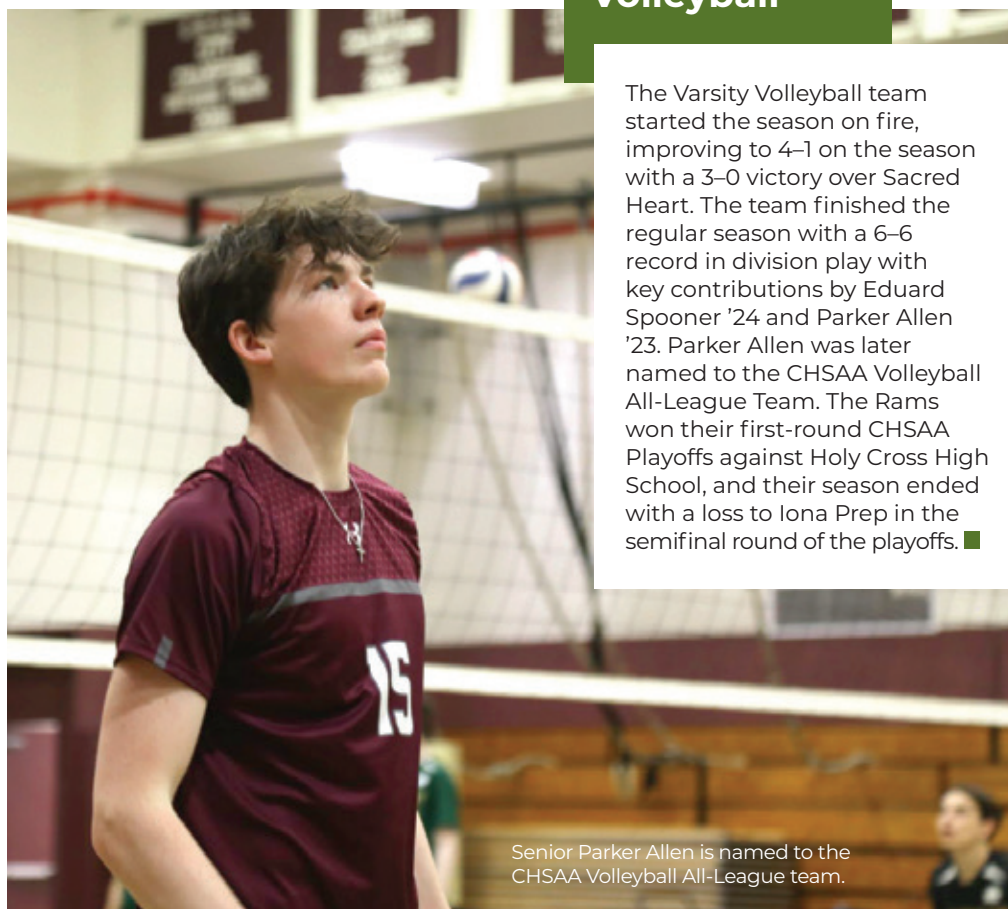 Volleyball
The Varsity Volleyball team
started the season on fire,
improving to 4–1 on the season
with a 3–0 victory over Sacred
Heart. The team finished the
regular season with a 6–6
record in division play with
key contributions by Eduard
Spooner ’24 and Parker Allen
’23. Parker Allen was later
named to the CHSAA Volleyball
All-League Team. The Rams
won their first-round CHSAA
Playoffs against Holy Cross High
School, and their season ended
with a loss to Iona Prep in the
semifinal round of the playoffs.
15
Senior Parker Allen is named to the
CHSAA Volleyball All-League team.